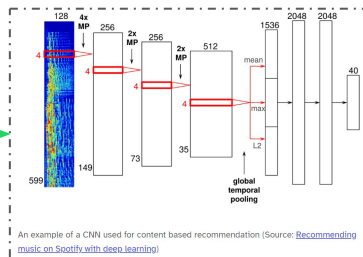 128
4x
MP
256
2x
MP
256
2x
MP
512
1536
2048
2048
40
4
4
4
4
mean
max
L2
599
149
73
35
global
temporal
pooling
An example of a CNN used for content based recommendation (Source: Recommending
music on Spotify with deep learning)